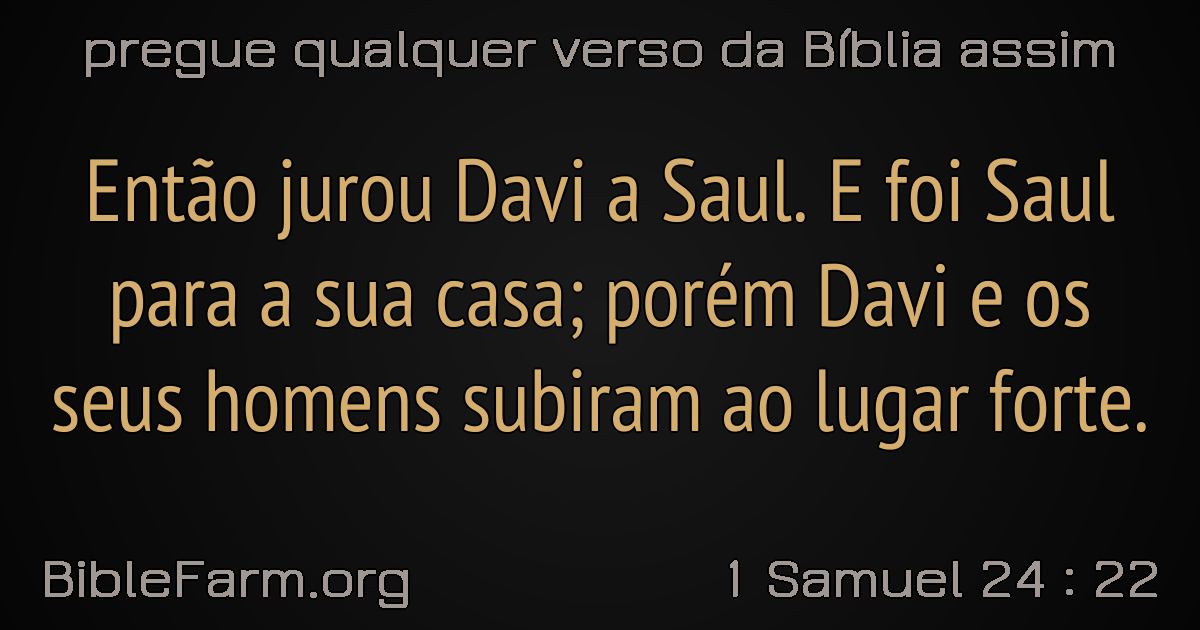 pregue qualquer verso da Bíblia assim
Então jurou Davi a Saul. E foi Saul
para a sua casa; porém Davi e os
seus homens subiram ao lugar forte.
BibleFarm.org
1 Samuel 24 : 22